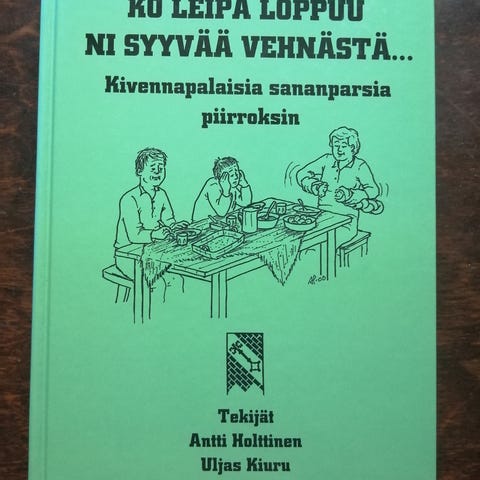 KO LEIPÄ LOPPUU
NI SYYVÄÄ VEHNÄSTÄ...
Kivennapalaisia sananparsia
piirroksin
Tekijät
Antti Holttinen
Uljas Kiuru